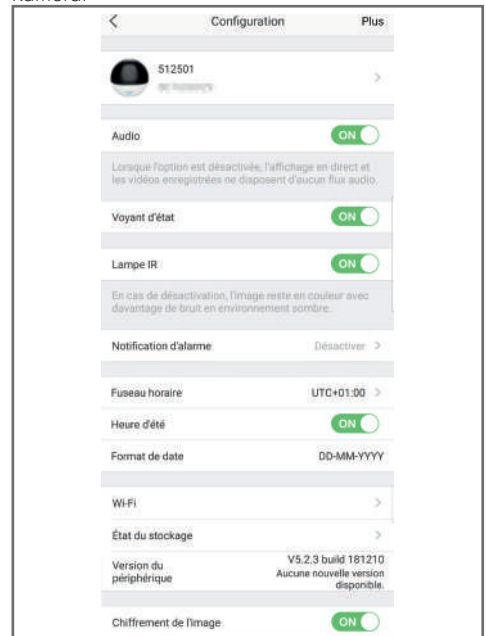 Configuration Plus
512501
Audio ON
Lorsque l'option est désactivée, l'affichage en direct et
les vidéos enregistrées ne disposent d'aucun flux audio.
Voyant d'état ON
Lampe IR ON
En cas de désactivation, l'image reste en couleur avec
davantage de bruit en environnement sombre.
Notification d'alarme Désactiver >
Fuseau horaire UTC+01:00 >
Heure d'été ON
Format de date DD-MM-YYYY
Wi-Fi >
État du stockage >
Version du
périphérique
V5.2.3 build 181210
Aucune nouvelle version
disponible.
Chiffrement de l'image ON